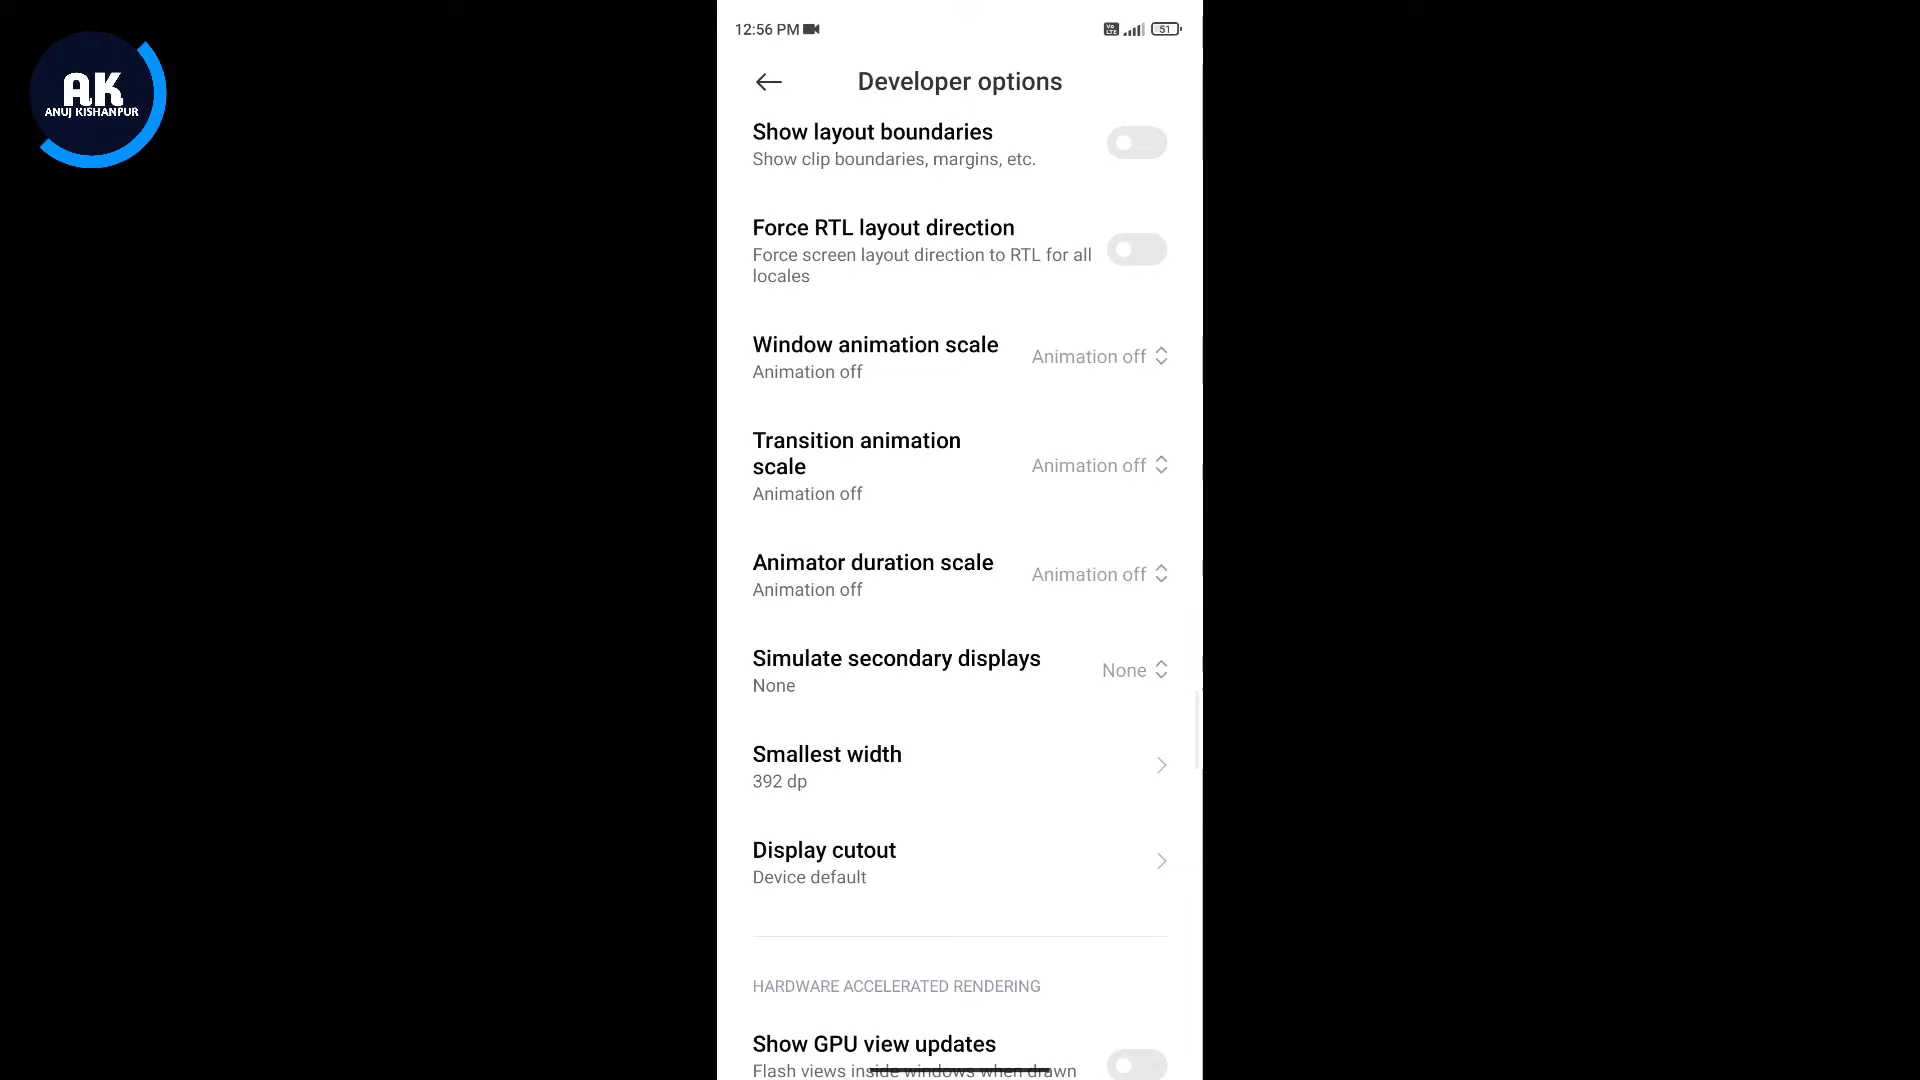 AK
ANUJ KISHANPUR
12:56 PM
Vo
LTE
51
Developer options
Show layout boundaries
Show clip boundaries, margins, etc.
Force RTL layout direction
Force screen layout direction to RTL for all
locales
Window animation scale
Animation off
Animation off
Transition animation
scale
Animation off
Animation off
Animator duration scale
Animation off
Animation off
Simulate secondary displays
None
None
Smallest width
392 dp
Display cutout
Device default
HARDWARE ACCELERATED RENDERING
Show GPU view updates
Flash views inside windows when drawn